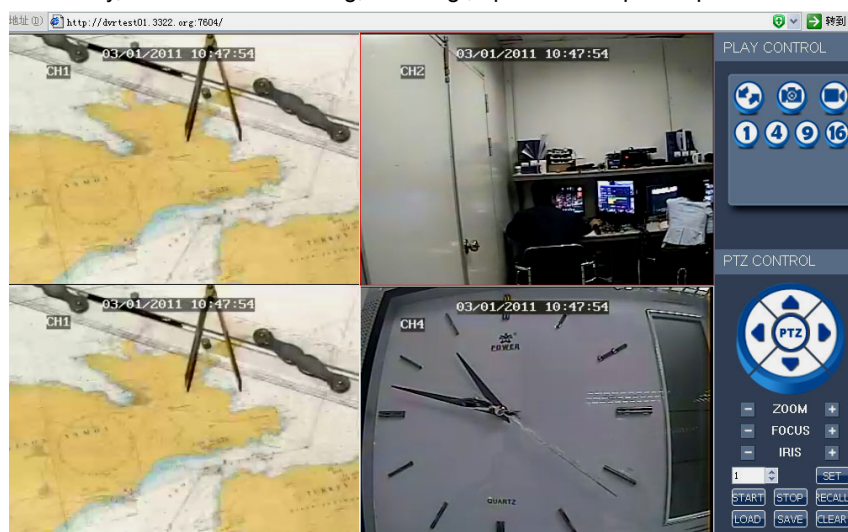 地址(D) http://dvrtest01.3322.org:7604/ 转到
PLAY CONTROL
03/01/2011 10:47:54
CH1
03/01/2011 10:47:54
CH2
1 4 9 16
PTZ CONTROL
03/01/2011 10:47:54
CH1
03/01/2011 10:47:54
CH4
POWER
QUARTZ
PTZ
- ZOOM +
- FOCUS +
- IRIS +
1 SET
START STOP RECALL
LOAD SAVE CLEAR